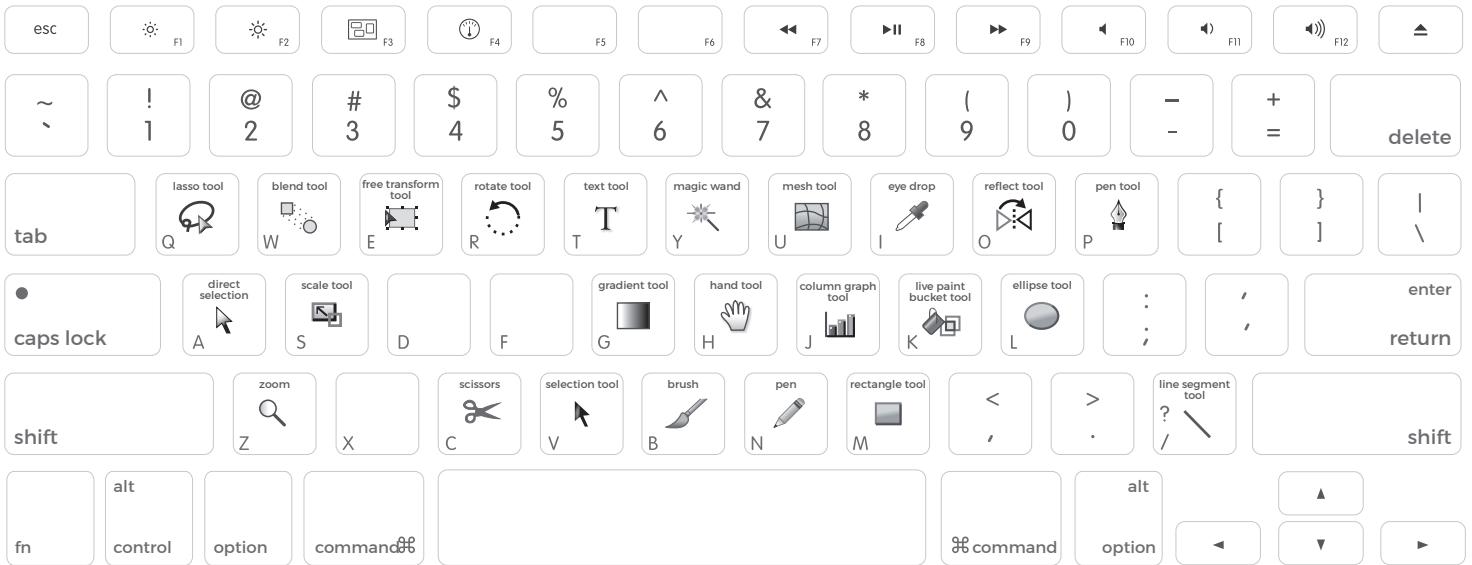 esc F1 F2 F3 F4 F5 F6 F7 F8 F9 F10 F11 F12
~ ! @ # $ % ^ & * ( ) – +
` 1 2 3 4 5 6 7 8 9 0 - = delete
lasso tool blend tool free transform tool rotate tool text tool magic wand mesh tool eye drop reflect tool pen tool { } |
tab Q W E R T Y U I O P [ ] \
direct selection scale tool gradient tool hand tool column graph tool live paint bucket tool ellipse tool : ′ enter
caps lock A S D F G H J K L ; ′ return
zoom scissors selection tool brush pen rectangle tool < > line segment tool ?
shift Z X C V B N M , . / shift
alt alt
fn control option command⌘ ⌘command option